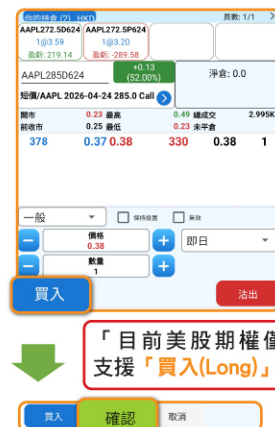 你的持倉 (2) HKD 頁數: 1/1
AAPL272.5D624 AAPL272.5P624
1@3.59 1@3.20
盈虧: 219.14 盈虧: -289.58
AAPL285D624 +0.13 (52.00%) 淨倉: 0.0
短價/AAPL 2026-04-24 285.0 Call
開市 0.23 最高 0.49 總成交 2.995K
前收市 0.25 最低 0.23 未平倉
378 0.37 0.38 330 0.38 1
一般 保持裝置 無效
價格
0.38 即日
數量
1
買入 沽出
「目前美股期權僅
支援「買入(Long)」
買入 確認 取消